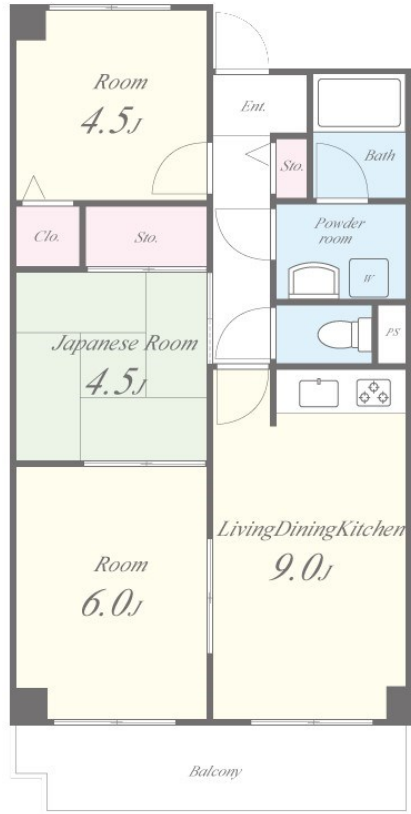 Room
4.5J
Ent.
Sto.
Bath
Clo.
Sto.
Powder
room
W
Japanese Room
4.5J
PS
Room
6.0J
LivingDiningKitchen
9.0J
Balcony